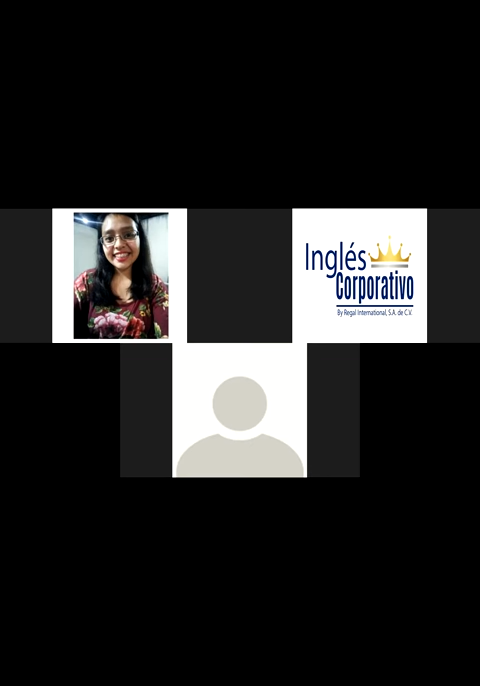 Inglés
Corporativo
By Regal International, S.A. de C.V.